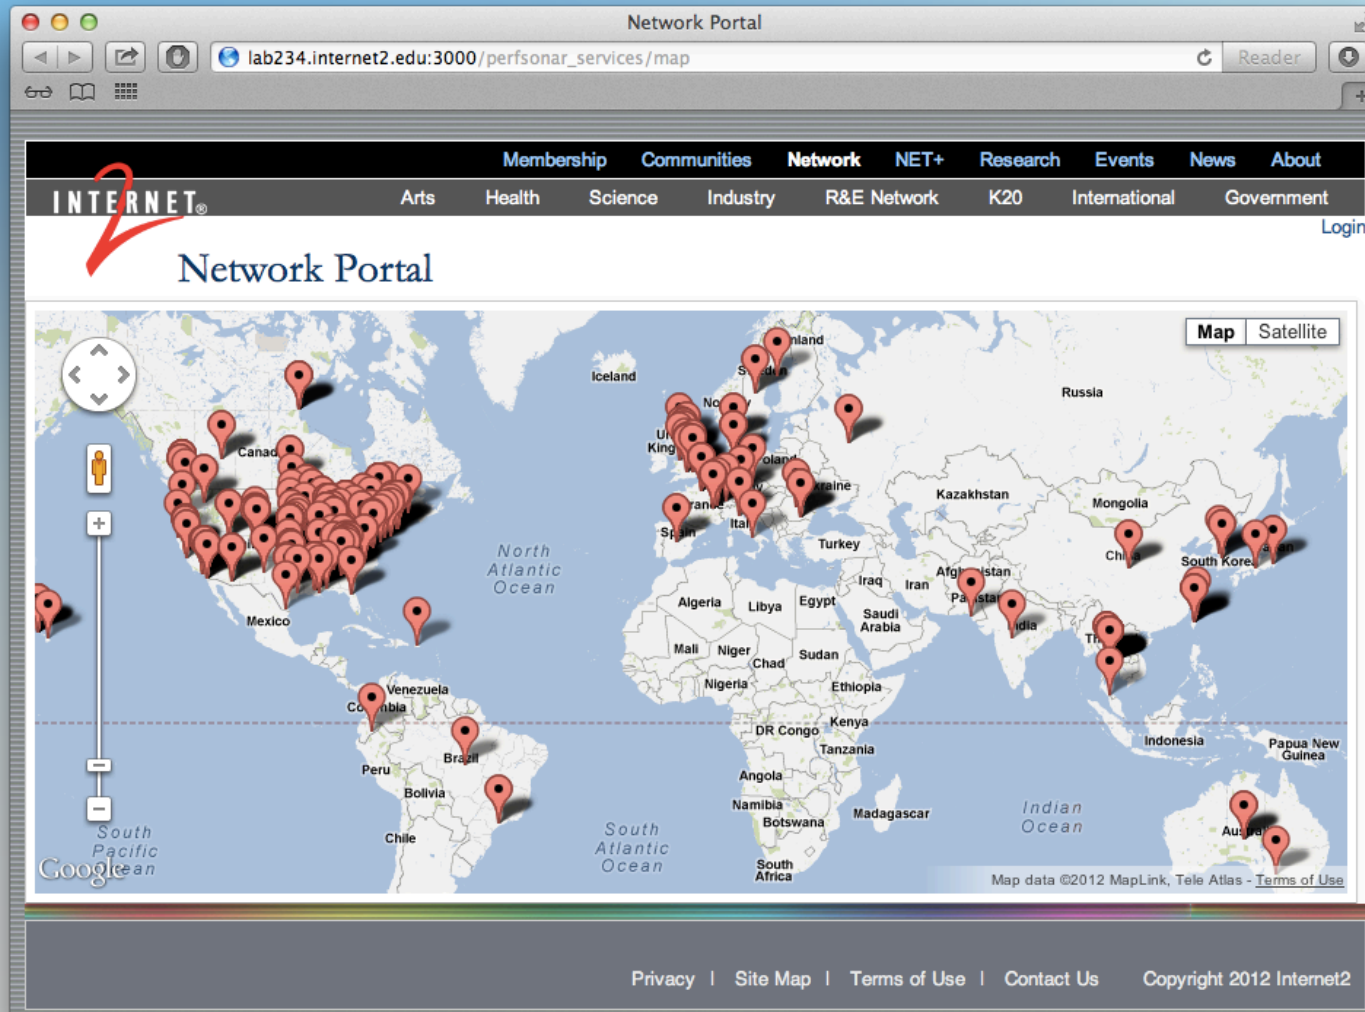 Network Portal
lab234.internet2.edu:3000/perfsonar_services/map
Reader
Membership Communities Network NET+ Research Events News About
INTERNET®
2
Arts Health Science Industry R&E Network K20 International Government
Login
Network Portal
Map Satellite
Iceland
Russia
Kazakhstan
Mongolia
North
Atlantic
Ocean
Turkey
South Korea
Iraq
Iran
Algeria
Libya
Egypt
Saudi
Arabia
Mexico
Mali
Niger
Chad
Sudan
Nigeria
Ethiopia
Venezuela
Kenya
DR Congo
Tanzania
Brazil
Indonesia
Papua New
Guinea
Peru
Angola
Bolivia
Namibia
Botswana
Madagascar
Indian
Ocean
Chile
South
Pacific
South
Atlantic
Ocean
South
Africa
Google
Map data ©2012 MapLink, Tele Atlas - Terms of Use
Privacy | Site Map | Terms of Use | Contact Us Copyright 2012 Internet2